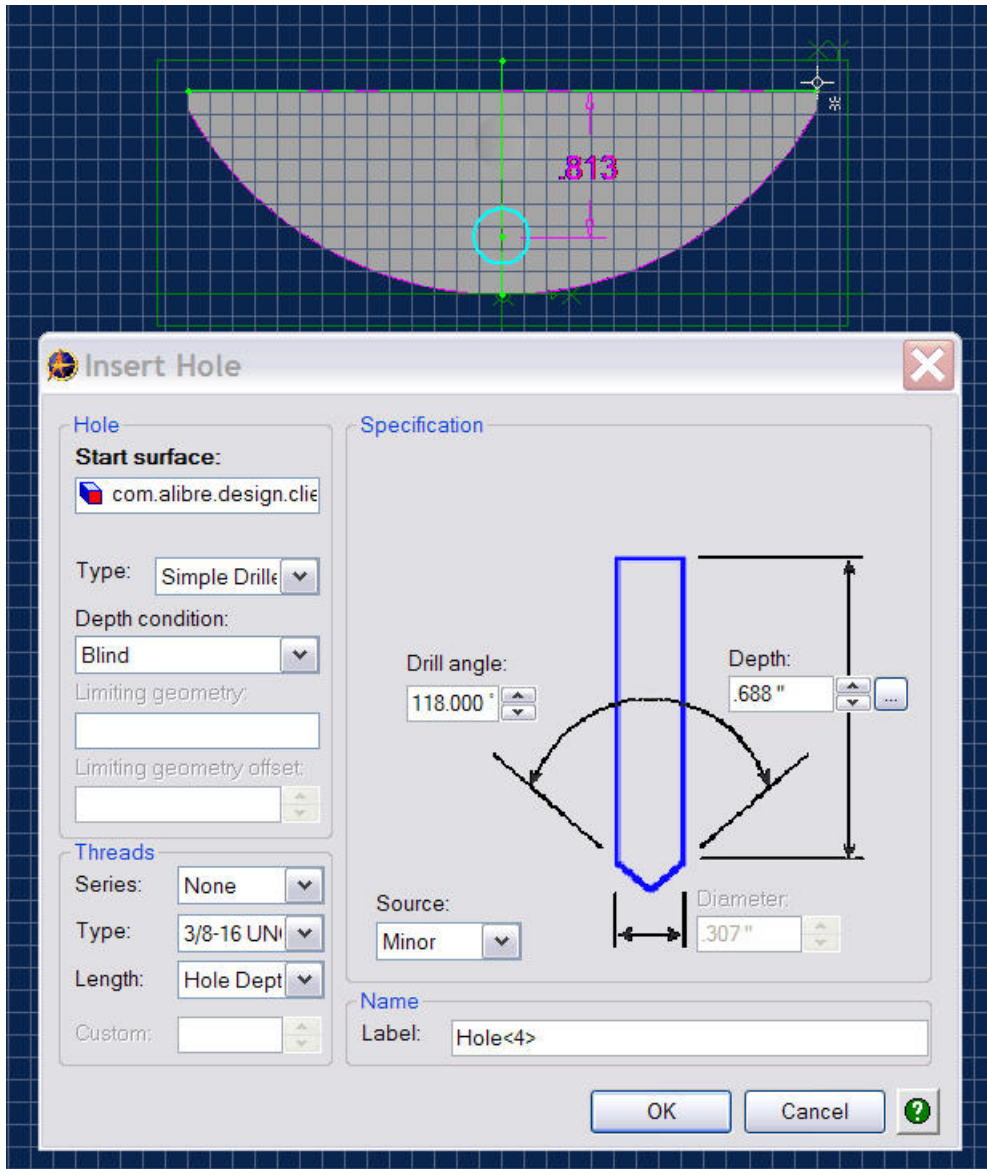 XY
.813
X
Insert Hole
Hole
Start surface:
com.alibre.design.clie
Type:
Simple Drille
Depth condition:
Blind
Limiting geometry:
Limiting geometry offset:
Threads
Series:
None
Type:
3/8-16 UN
Length:
Hole Dept
Custom:
Specification
Drill angle:
118.000 °
Depth:
.688 "
...
Source:
Minor
Diameter:
.307 "
Name
Label:
Hole<4>
OK
Cancel
?